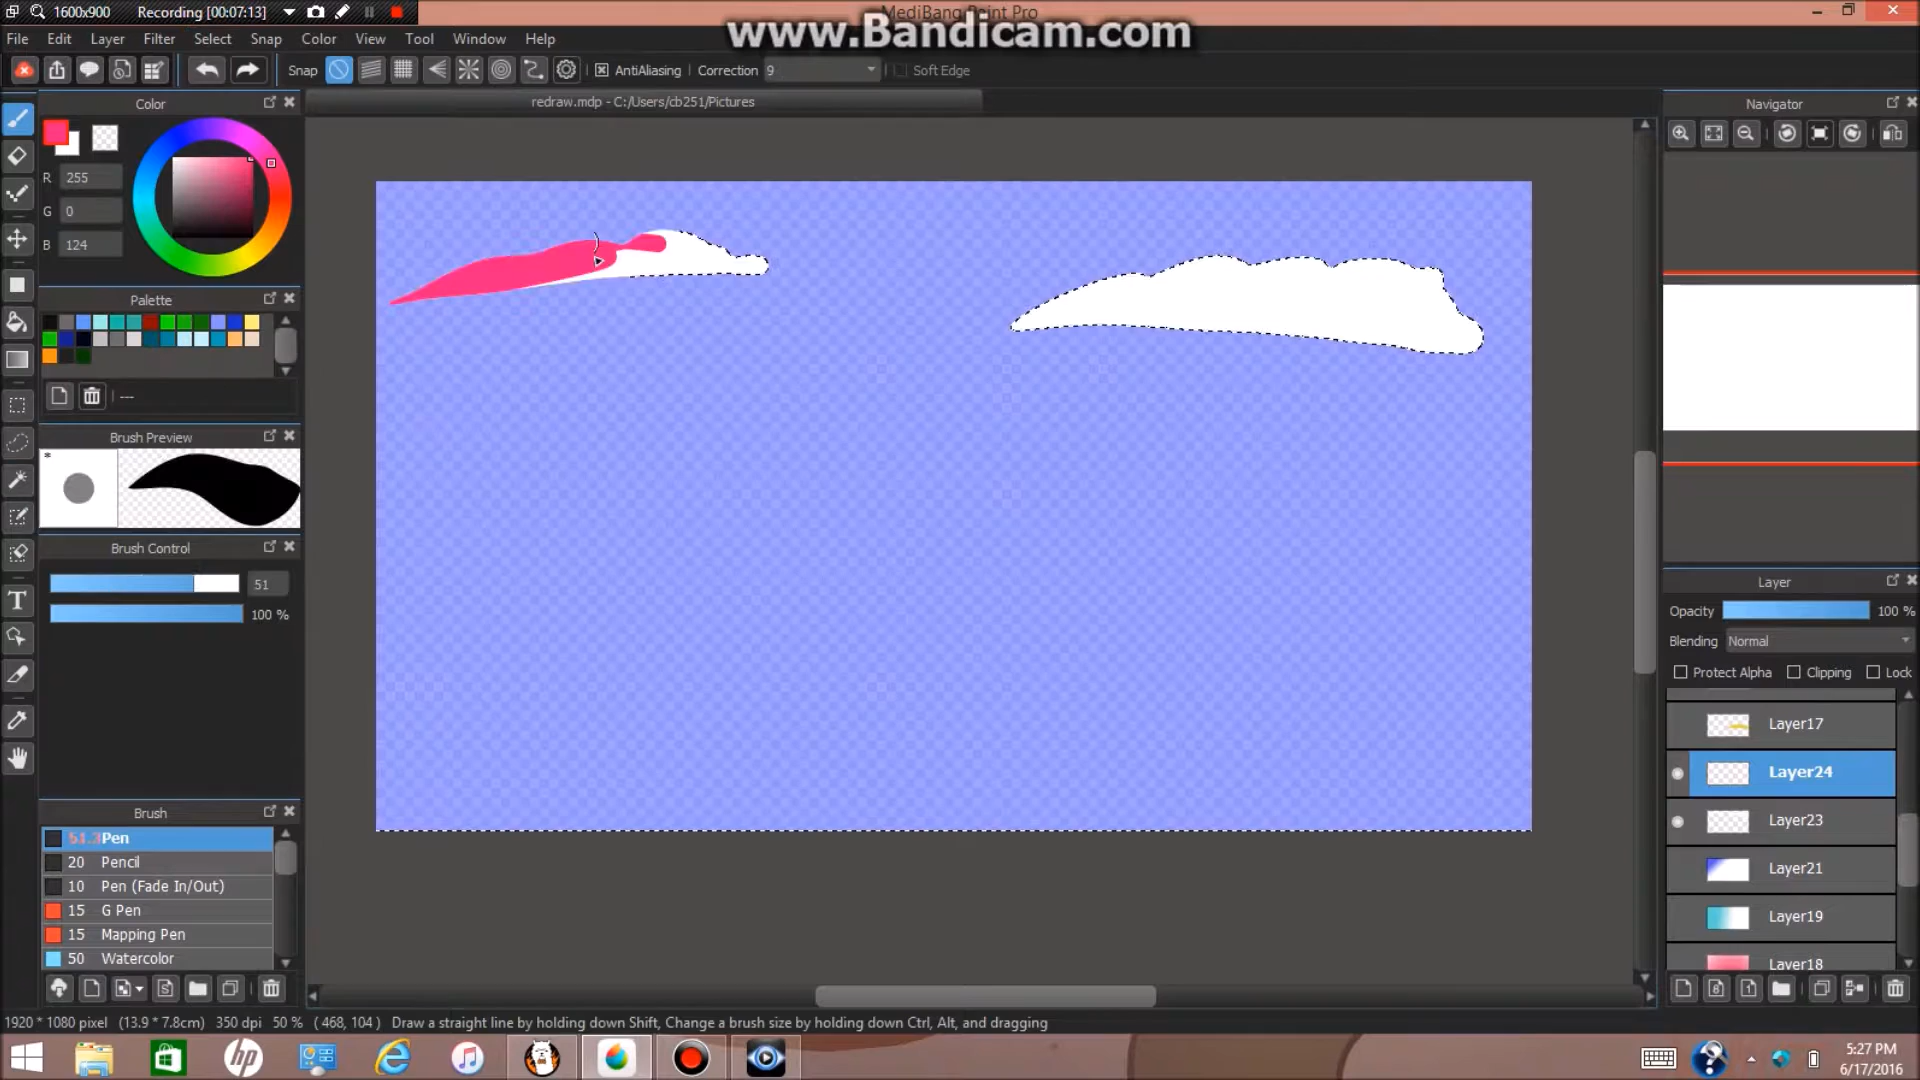 1600x900 Recording [00:07:13]
MediBang Paint Pro
www.Bandicam.com
File Edit Layer Filter Select Snap Color View Tool Window Help
Snap AntiAliasing Correction 9 Soft Edge
Color
redraw.mdp - C:/Users/cb251/Pictures
Navigator
R 255
G 0
B 124
Palette
---
Brush Preview
*
Brush Control
51
100 %
Layer
Opacity 100 %
Blending Normal
Protect Alpha Clipping Lock
Layer17
Layer24
Layer23
Layer21
Layer19
Layer18
Brush
51.3 Pen
20 Pencil
10 Pen (Fade In/Out)
15 G Pen
15 Mapping Pen
50 Watercolor
1920 * 1080 pixel (13.9 * 7.8cm) 350 dpi 50 % ( 468, 104 ) Draw a straight line by holding down Shift, Change a brush size by holding down Ctrl, Alt, and dragging
5:27 PM
6/17/2016